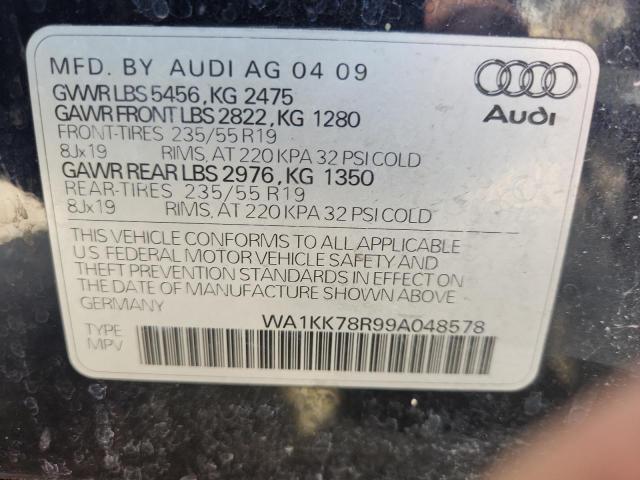 MFD. BY AUDI AG 04 09
GVWR LBS 5456, KG 2475
GAWR FRONT LBS 2822, KG 1280
FRONT-TIRES 235/55 R19
8Jx19 RIMS, AT 220 KPA 32 PSI COLD
GAWR REAR LBS 2976, KG 1350
REAR-TIRES 235/55 R19
8Jx19 RIMS, AT 220 KPA 32 PSI COLD
Audi
THIS VEHICLE CONFORMS TO ALL APPLICABLE
U.S. FEDERAL MOTOR VEHICLE SAFETY AND
THEFT PREVENTION STANDARDS IN EFFECT ON
THE DATE OF MANUFACTURE SHOWN ABOVE
GERMANY
WA1KK78R99A048578
TYPE
MPV